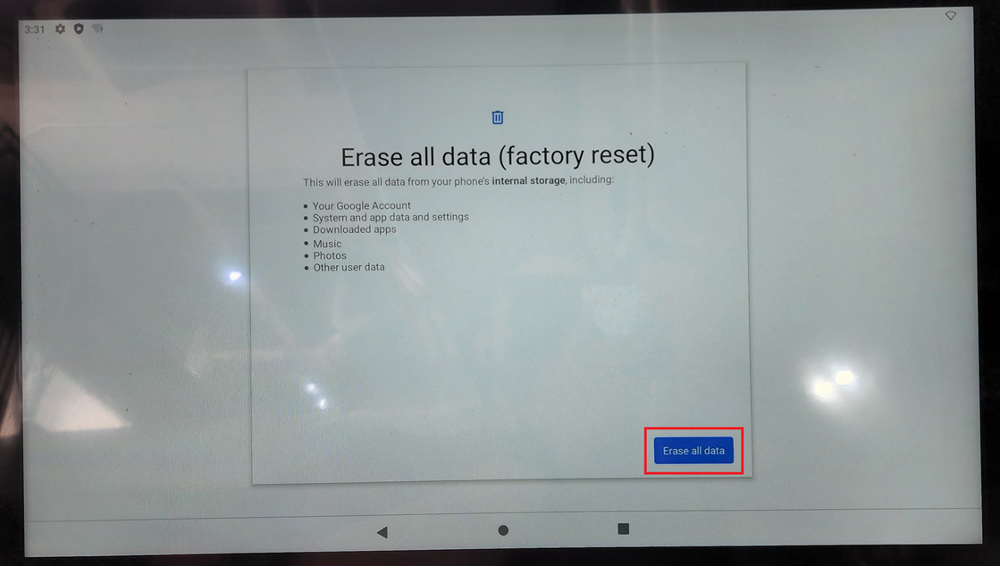 3:31
Erase all data (factory reset)
This will erase all data from your phone's internal storage, including:
• Your Google Account
• System and app data and settings
• Downloaded apps
• Music
• Photos
• Other user data
Erase all data